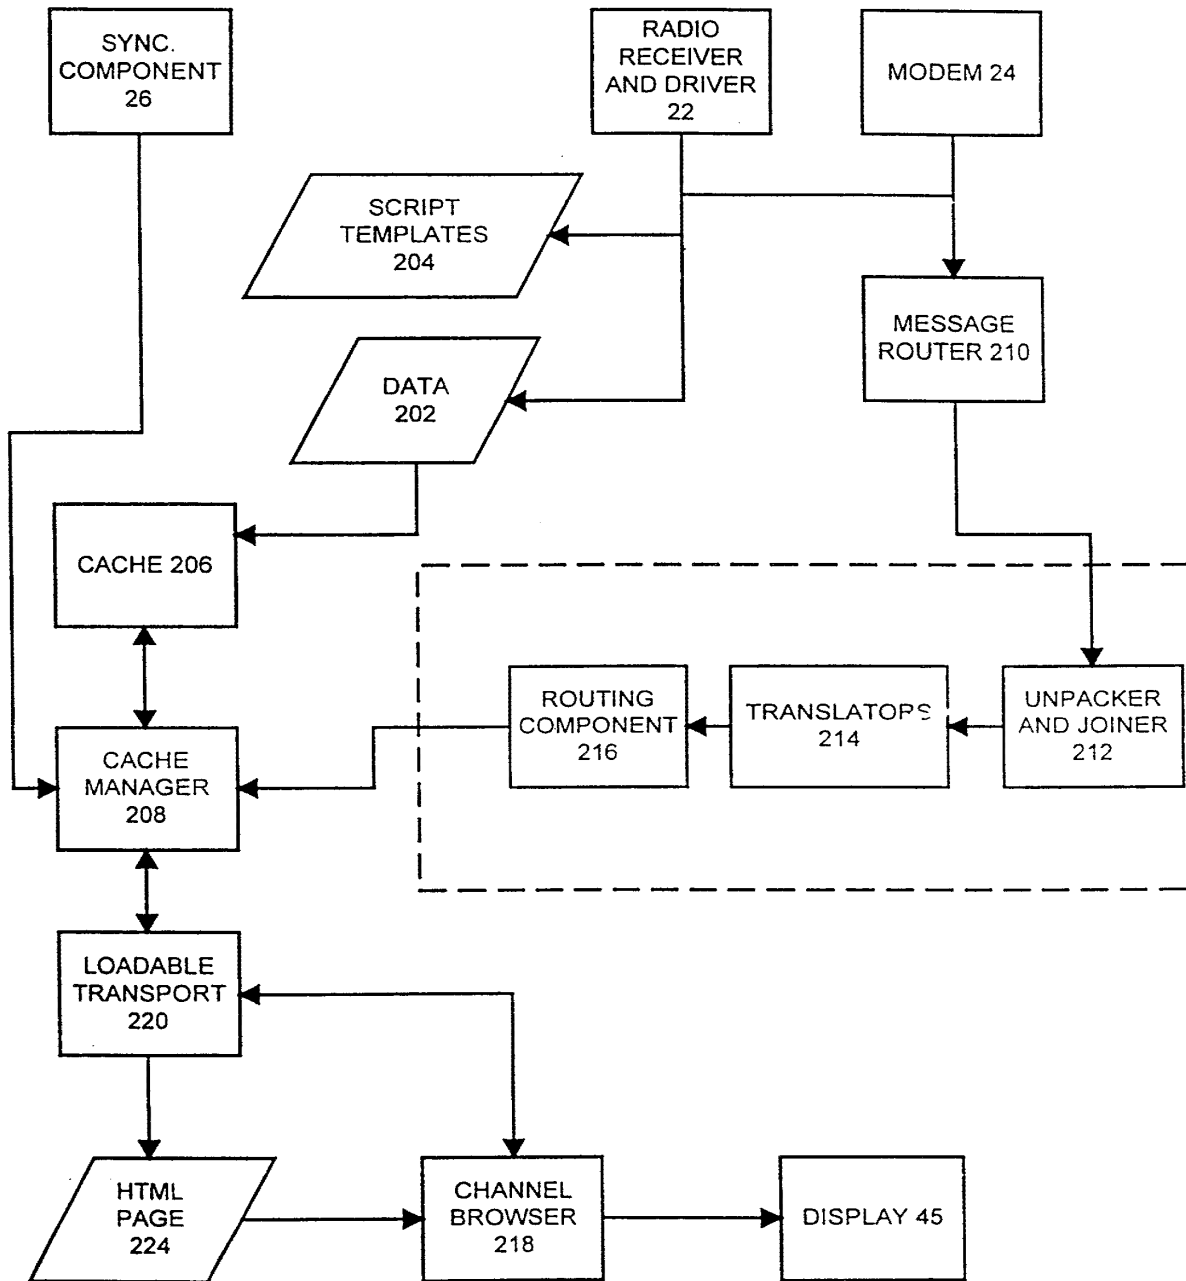 SYNC.
COMPONENT
26
RADIO
RECEIVER
AND DRIVER
22
MODEM 24
SCRIPT
TEMPLATES
204
MESSAGE
ROUTER 210
DATA
202
CACHE 206
ROUTING
COMPONENT
216
TRANSLATOPS
214
UNPACKER
AND JOINER
212
CACHE
MANAGER
208
LOADABLE
TRANSPORT
220
HTML
PAGE
224
CHANNEL
BROWSER
218
DISPLAY 45